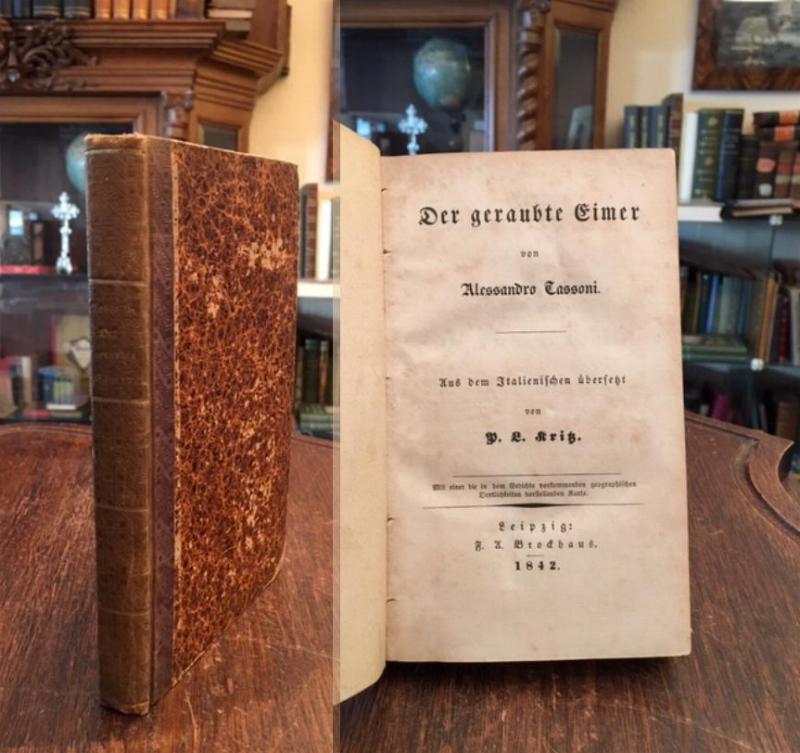 Der geraubte Eimer
von
Alessandro Tassoni.
Aus dem Italienischen übersetzt
von
P. L. Kritz.
Mit einer die in dem Gedichte vorkommenden geographischen
Oertlichkeiten vorstellenden Karte.
Leipzig:
F. A. Brockhaus.
1842.